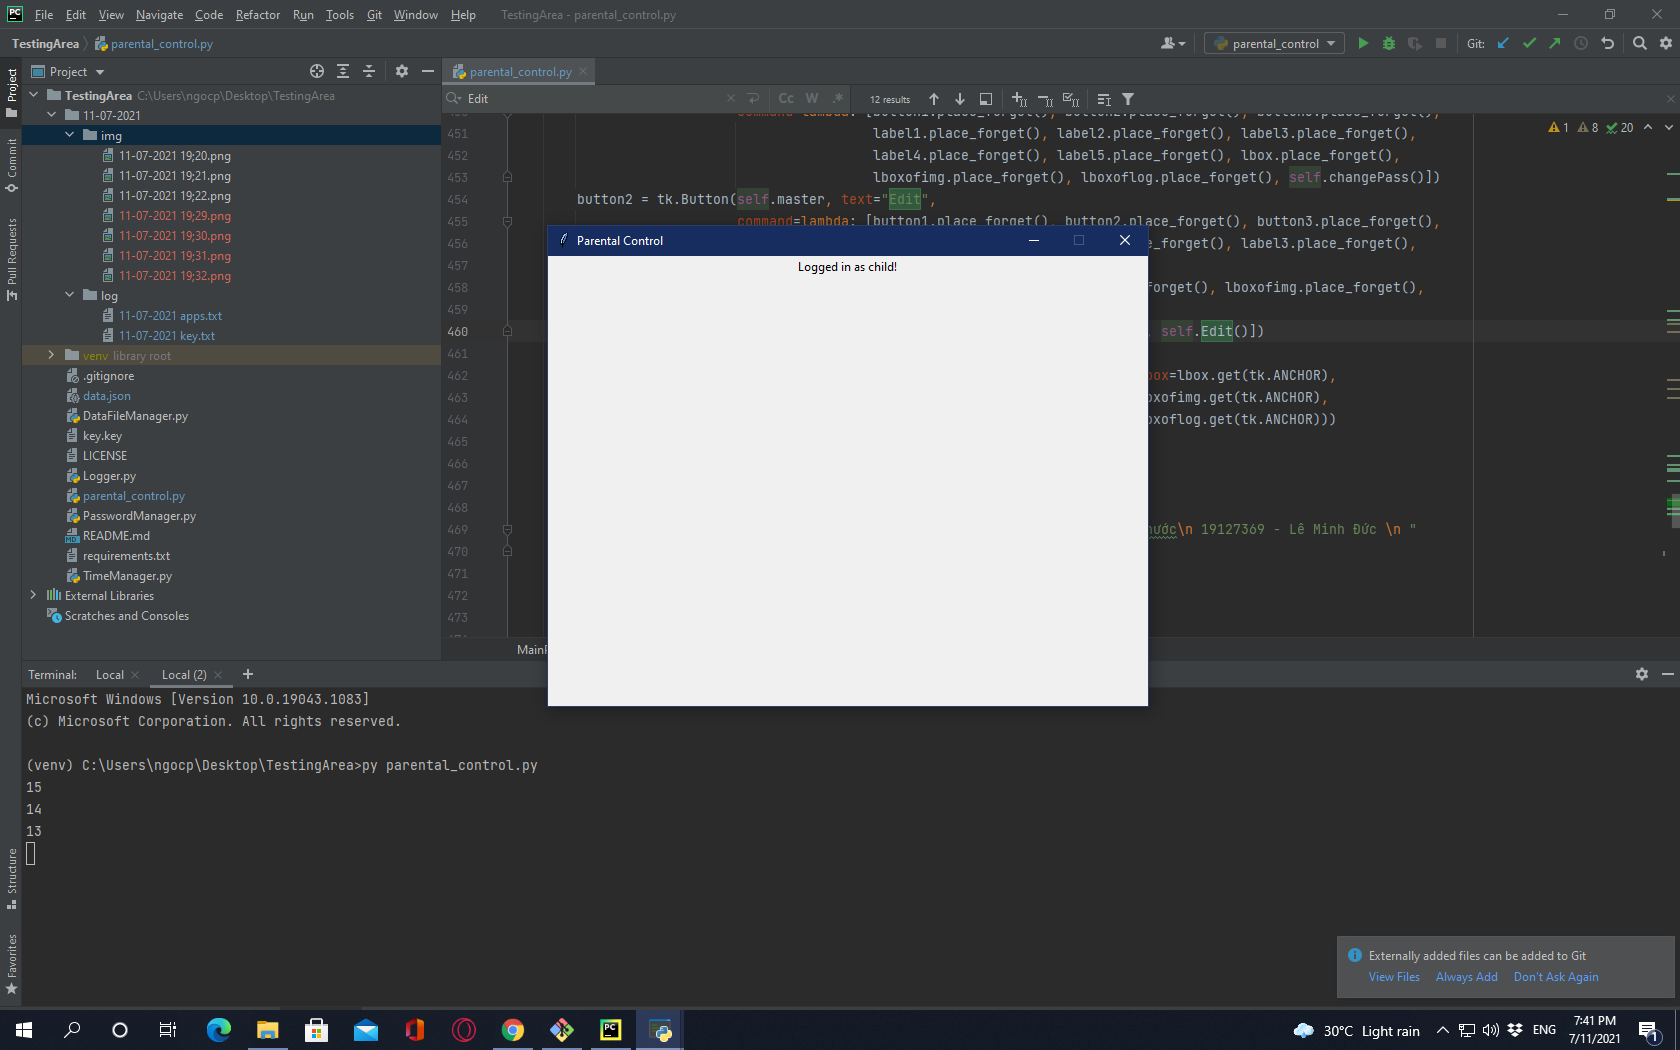 PC File Edit View Navigate Code Refactor Run Tools Git Window Help TestingArea - parental_control.py
TestingArea parental_control.py parental_control Git:
Project
Project
parental_control.py
TestingArea C:\Users\ngocp\Desktop\TestingArea
11-07-2021
img
11-07-2021 19;20.png
11-07-2021 19;21.png
11-07-2021 19;22.png
11-07-2021 19;29.png
11-07-2021 19;30.png
11-07-2021 19;31.png
11-07-2021 19;32.png
log
11-07-2021 apps.txt
11-07-2021 key.txt
venv library root
.gitignore
data.json
DataFileManager.py
key.key
LICENSE
Logger.py
parental_control.py
PasswordManager.py
README.md
requirements.txt
TimeManager.py
External Libraries
Scratches and Consoles
Commit
Pull Requests
Structure
Favorites
Edit Cc W .* 12 results
1 8 20
451 label1.place_forget(), label2.place_forget(), label3.place_forget(),
452 label4.place_forget(), label5.place_forget(), lbox.place_forget(),
453 lboxofimg.place_forget(), lboxoflog.place_forget(), self.changePass()])
454 button2 = tk.Button(self.master, text="Edit",
455 command=lambda: [button1.place_forget(), button2.place_forget(), button3.place_forget(),
456 e_forget(), label3.place_forget(),
457
458 orget(), lboxofimg.place_forget(),
459
460 self.Edit()])
461
462 box=lbox.get(tk.ANCHOR),
463 oxofimg.get(tk.ANCHOR),
464 oxoflog.get(tk.ANCHOR)))
465
466
467
468
469 ước\n 19127369 - Lê Minh Đức \n "
470
471
472
473
Parental Control
Logged in as child!
Terminal: Local Local (2) +
Microsoft Windows [Version 10.0.19043.1083]
(c) Microsoft Corporation. All rights reserved.
(venv) C:\Users\ngocp\Desktop\TestingArea>py parental_control.py
15
14
13
Externally added files can be added to Git
View Files Always Add Don't Ask Again
30°C Light rain ENG 7:41 PM
7/11/2021
1